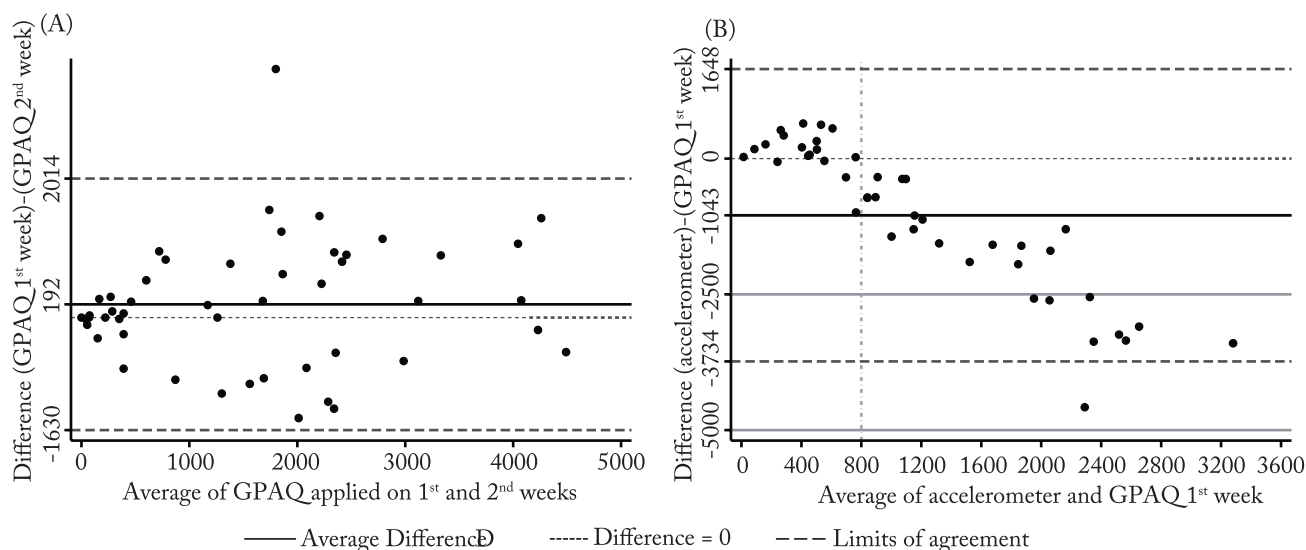 (A)
Difference (GPAQ 1st week)-(GPAQ 2nd week)
2014
192
-1630
0 1000 2000 3000 4000 5000
Average of GPAQ applied on 1st and 2nd weeks
(B)
Difference (accelerometer)-(GPAQ 1st week)
1648
0
-1043
-2500
-3734
-5000
0 400 800 1200 1600 2000 2400 2800 3200 3600
Average of accelerometer and GPAQ 1st week
Average Difference Difference = 0 Limits of agreement